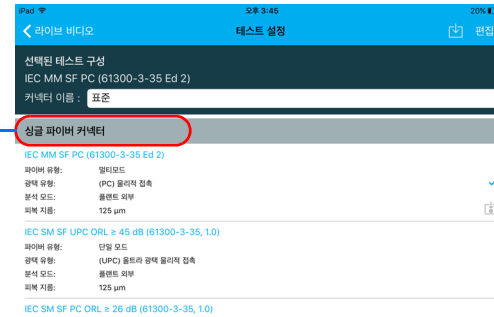 iPad 오후 3:45 20%
라이브 비디오 테스트 설정 편집
선택된 테스트 구성
IEC MM SF PC (61300-3-35 Ed 2)
커넥터 이름 : 표준
싱글 파이버 커넥터
IEC MM SF PC (61300-3-35 Ed 2)
파이버 유형: 멀티모드
광택 유형: (PC) 물리적 접촉
분석 모드: 플랜트 외부
피복 지름: 125 µm
IEC SM SF UPC ORL ≥ 45 dB (61300-3-35, 1.0)
파이버 유형: 단일 모드
광택 유형: (UPC) 울트라 광택 물리적 접촉
분석 모드: 플랜트 외부
피복 지름: 125 µm
IEC SM SF PC ORL ≥ 26 dB (61300-3-35, 1.0)